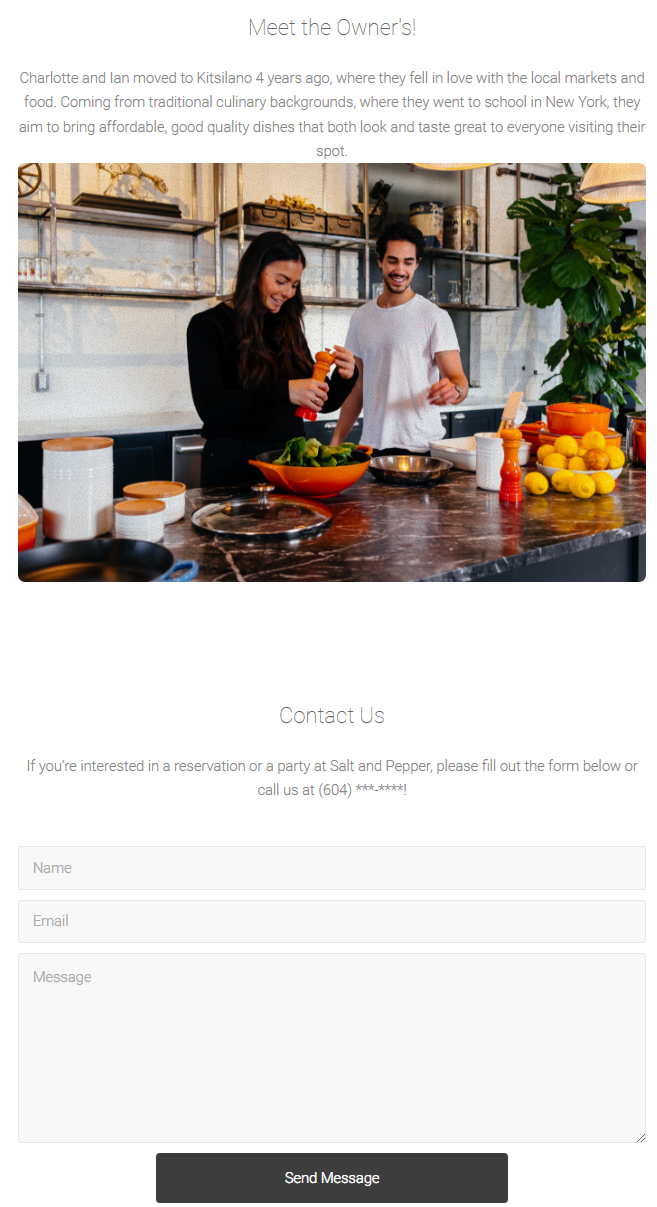 Meet the Owner's!
Charlotte and Ian moved to Kitsilano 4 years ago, where they fell in love with the local markets and
food. Coming from traditional culinary backgrounds, where they went to school in New York, they
aim to bring affordable, good quality dishes that both look and taste great to everyone visiting their
spot.
Contact Us
If you're interested in a reservation or a party at Salt and Pepper, please fill out the form below or
call us at (604) ***-****!
Name
Email
Message
Send Message